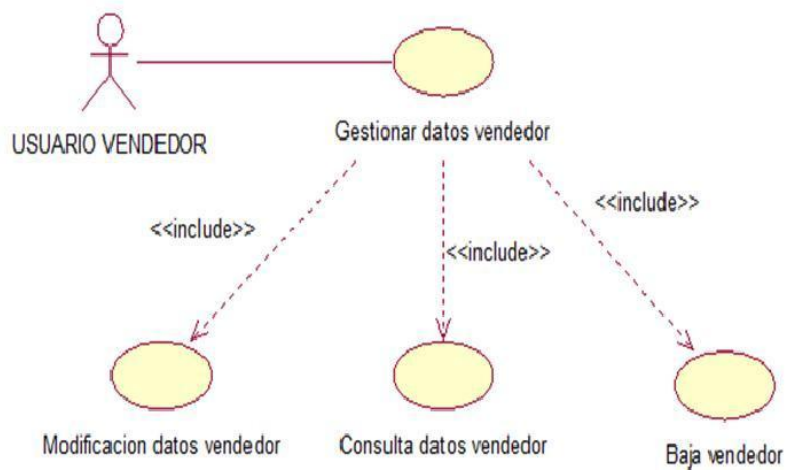 USUARIO VENDEDOR
Gestionar datos vendedor
<<include>>
<<include>>
<<include>>
Modificacion datos vendedor
Consulta datos vendedor
Baja vendedor